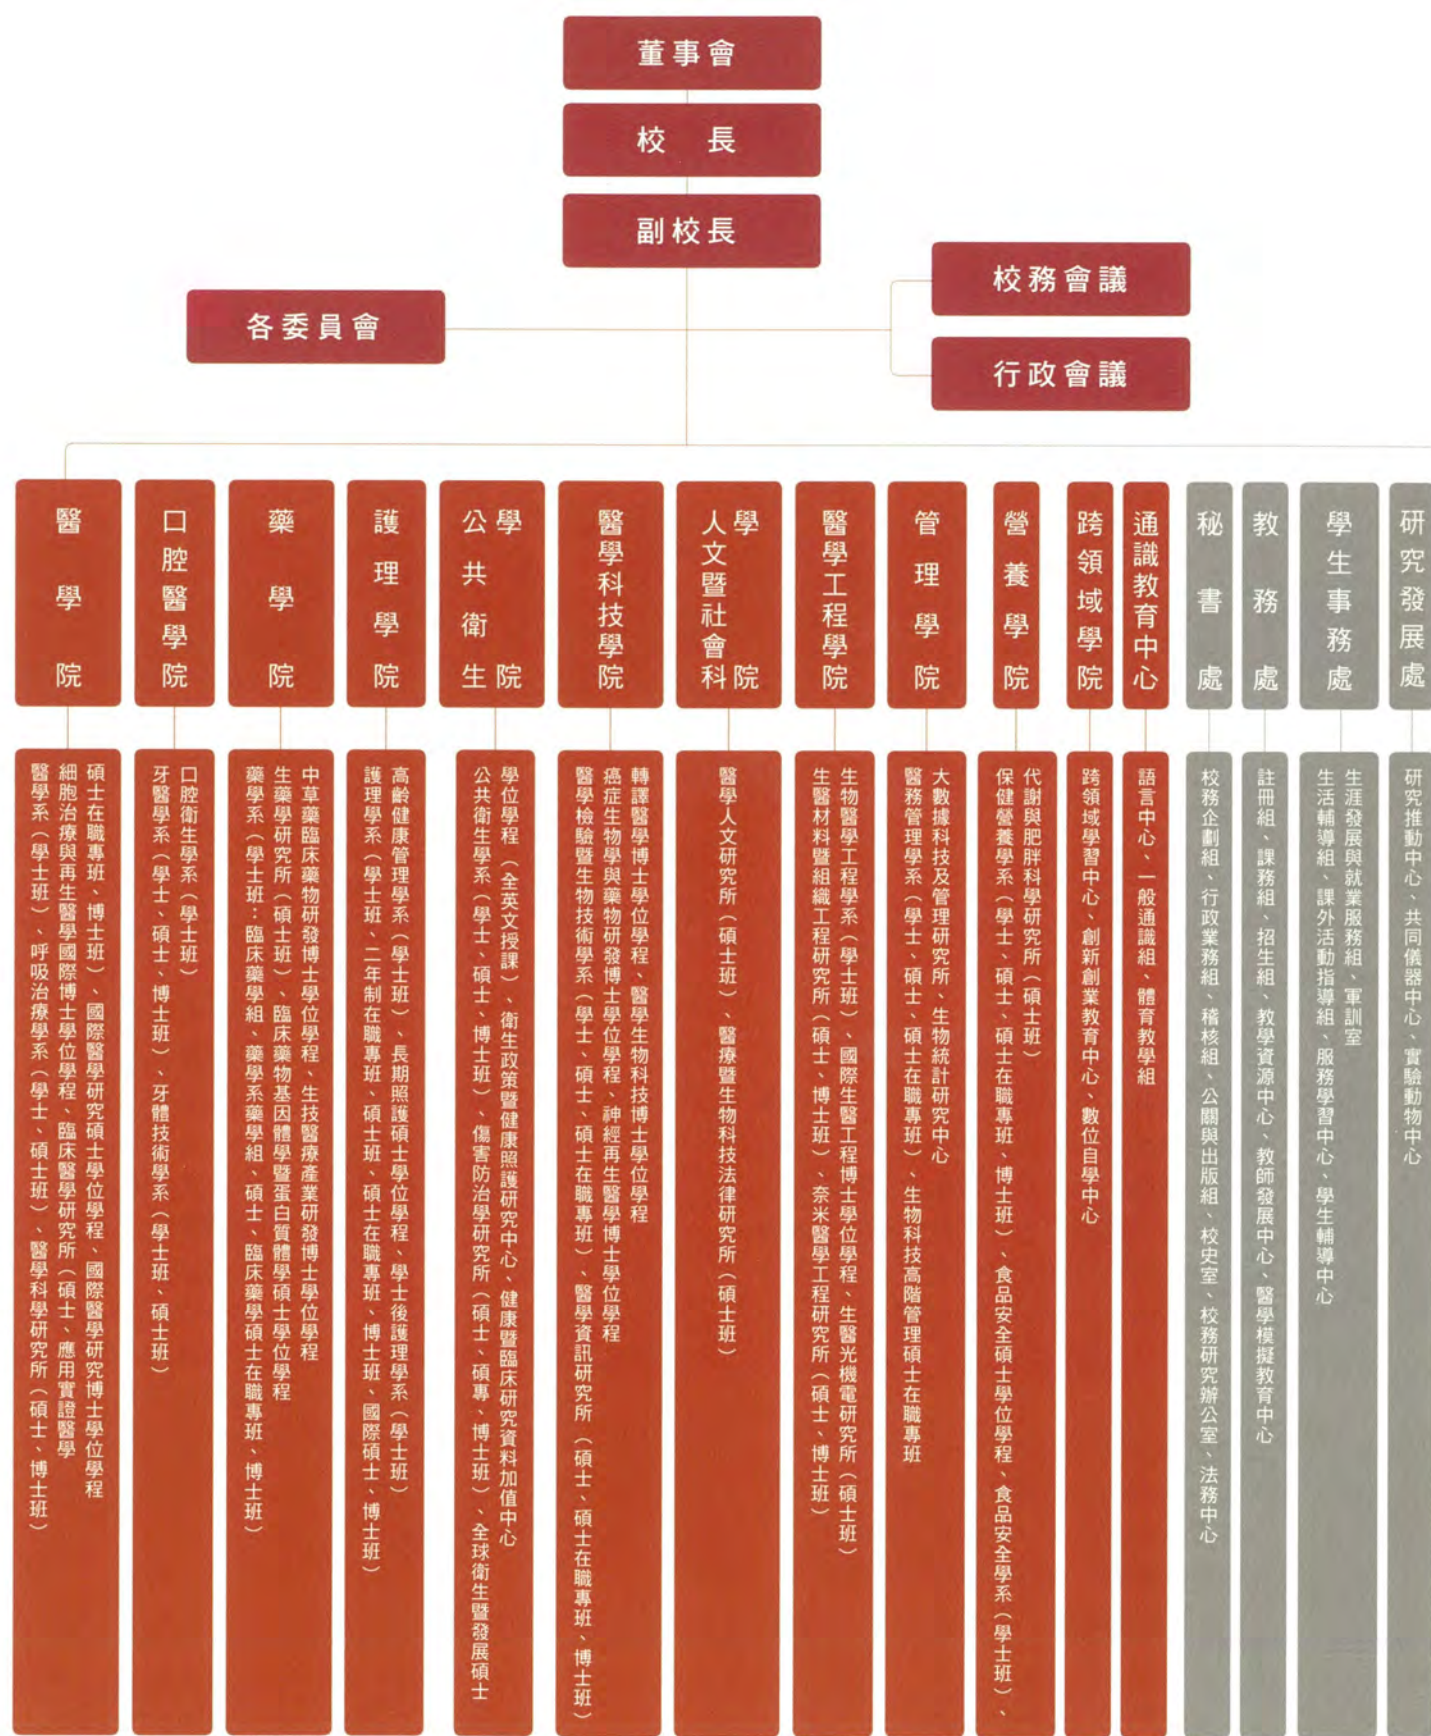 董事會
校長
副校長
校務會議
各委員會
行政會議
醫學院
醫學系（學士班）、呼吸治療學系（學士、碩士班）、醫學科學研究所（碩士、博士班）
細胞治療與再生醫學國際博士學位學程、臨床醫學研究所（碩士、應用實證醫學
碩士在職專班、博士班）、國際醫學研究碩士學位學程、國際醫學研究博士學位學程
口腔醫學院
牙醫學系（學士、碩士、博士班）、牙體技術學系（學士班、碩士班）
口腔衛生學系（學士班）
藥學院
藥學系（學士班：臨床藥學組、藥學系藥學組、碩士、臨床藥學碩士在職專班、博士班）
生藥學研究所（碩士班）、臨床藥物基因體學暨蛋白質體學碩士學位學程
中草藥臨床藥物研發博士學位學程、生技醫療產業研發博士學位學程
護理學院
護理學系（學士班、二年制在職專班、碩士班、碩士在職專班、博士班、國際碩士、博士班）
高齡健康管理學系（學士班）、長期照護碩士學位學程、學士後護理學系（學士班）
公共衛生
學院
公共衛生學系（學士、碩士、博士班）、傷害防治學研究所（碩士、碩專、博士班）、全球衛生暨發展碩士
學位學程（全英文授課）、衛生政策暨健康照護研究中心、健康暨臨床研究資料加值中心
醫學科技學院
醫學檢驗暨生物技術學系（學士、碩士、碩士在職專班）、醫學資訊研究所（碩士、碩士在職專班、博士班）
癌症生物學與藥物研發博士學位學程、神經再生醫學博士學位學程
轉譯醫學博士學位學程、醫學生物科技博士學位學程
人文暨社會科
學院
醫學人文研究所（碩士班）、醫療暨生物科技法律研究所（碩士班）
醫學工程學院
生醫材料暨組織工程研究所（碩士、博士班）、奈米醫學工程研究所（碩士、博士班）
生物醫學工程學系（學士班）、國際生醫工程博士學位學程、生醫光機電研究所（碩士班）
管理學院
醫務管理學系（學士、碩士、碩士在職專班）、生物科技高階管理碩士在職專班
大數據科技及管理研究所、生物統計研究中心
營養學院
保健營養學系（學士、碩士、碩士在職專班、博士班）、食品安全碩士學位學程、食品安全學系（學士班）、
代謝與肥胖科學研究所（碩士班）
跨領域學院
跨領域學習中心、創新創業教育中心、數位自學中心
通識教育中心
語言中心、一般通識組、體育教學組
秘書處
校務企劃組、行政業務組、稽核組、公關與出版組、校史室、校務研究辦公室、法務中心
教務處
註冊組、課務組、招生組、教學資源中心、教師發展中心、醫學模擬教育中心
學生事務處
生活輔導組、課外活動指導組、服務學習中心、學生輔導中心
生涯發展與就業服務組、軍訓室
研究發展處
研究推動中心、共同儀器中心、實驗動物中心